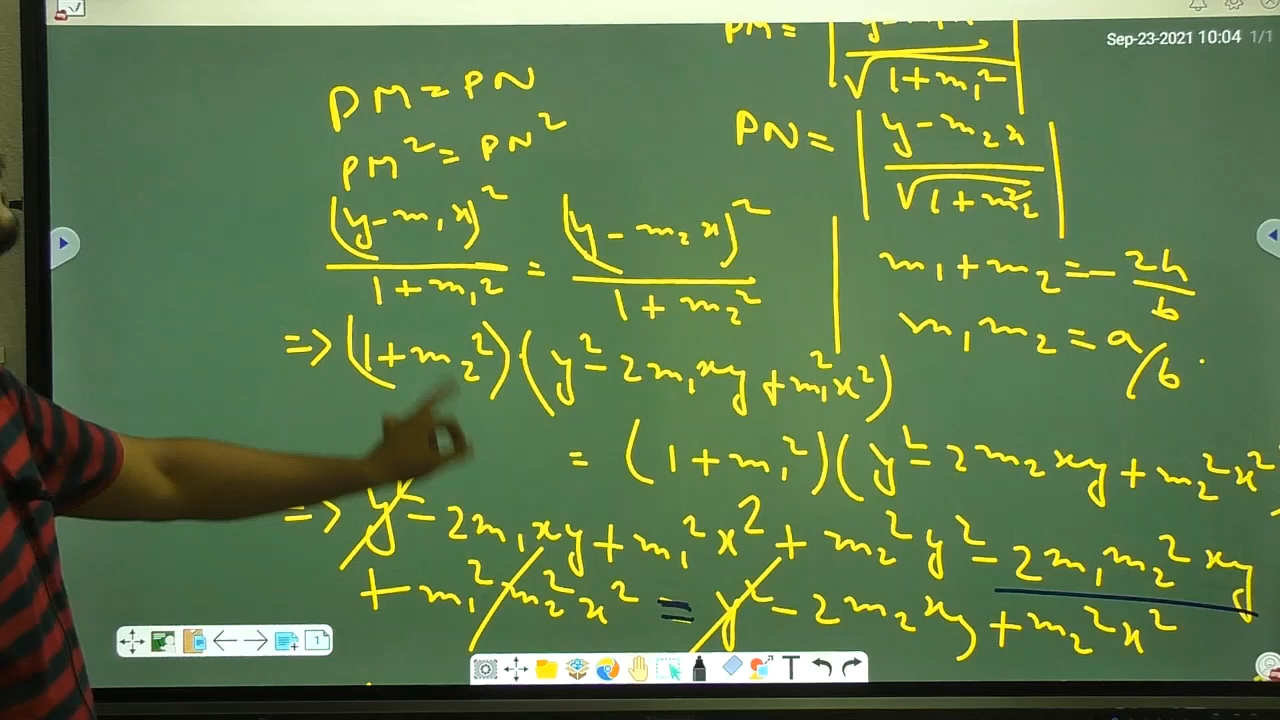 Sep-23-2021 10:04 1/1
PM =
√1+m₁²
PM = PN
PM² = PN²
PN = | y-m₂x / √1+m₂² |
(y-m₁x)² / 1+m₁² = (y-m₂x)² / 1+m₂²
m₁+m₂ = -2h/b
m₁m₂ = a/b.
=> (1+m₂²)(y²-2m₁xy+m₁²x²)
= (1+m₁²)(y²-2m₂xy+m₂²x²
=> y²-2m₁xy+m₁²x²+m₂²y²-2m₁m₂²xy
+m₁²m₂²x² = y²-2m₂xy+m₂²x²
1
T